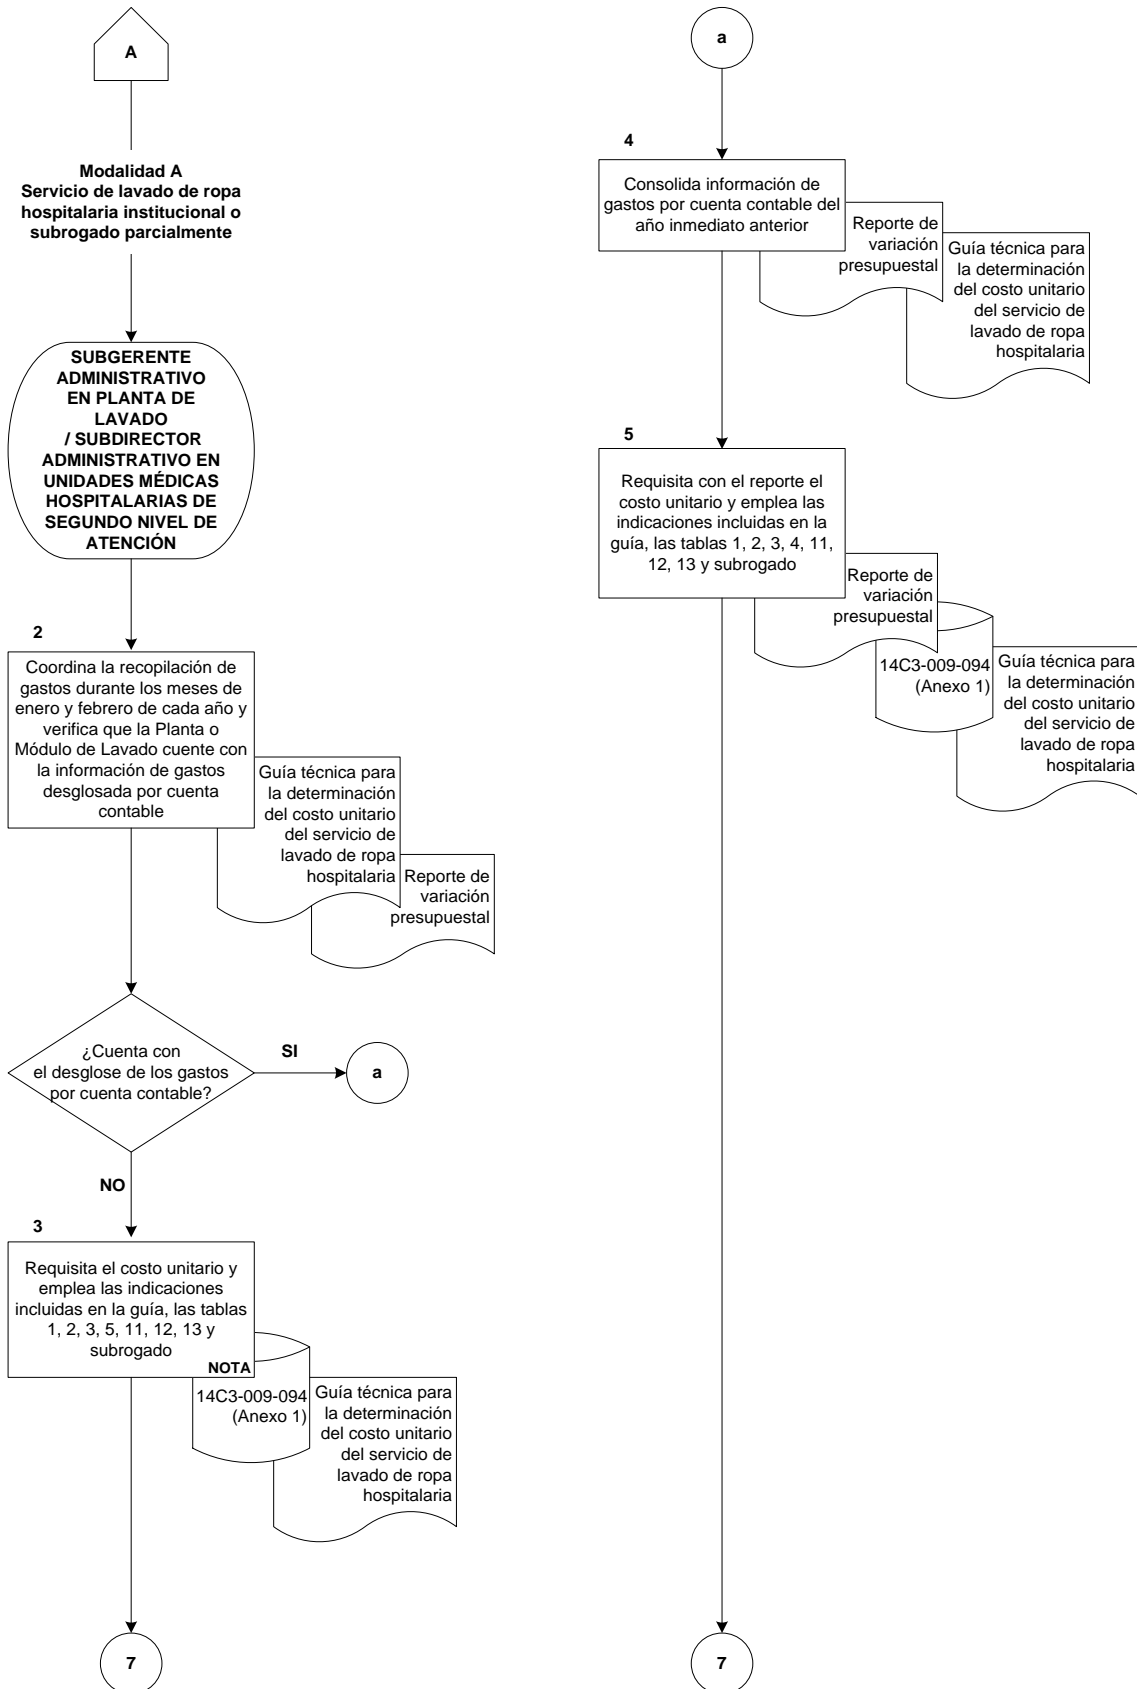 A
Modalidad A
Servicio de lavado de ropa
hospitalaria institucional o
subrogado parcialmente
SUBGERENTE
ADMINISTRATIVO
EN PLANTA DE
LAVADO
/ SUBDIRECTOR
ADMINISTRATIVO EN
UNIDADES MÉDICAS
HOSPITALARIAS DE
SEGUNDO NIVEL DE
ATENCIÓN
2
Coordina la recopilación de
gastos durante los meses de
enero y febrero de cada año y
verifica que la Planta o
Módulo de Lavado cuente con
la información de gastos
desglosada por cuenta
contable
Guía técnica para
la determinación
del costo unitario
del servicio de
lavado de ropa
hospitalaria
Reporte de
variación
presupuestal
¿Cuenta con
el desglose de los gastos
por cuenta contable?
SI
a
NO
3
Requisita el costo unitario y
emplea las indicaciones
incluidas en la guía, las tablas
1, 2, 3, 5, 11, 12, 13 y
subrogado
NOTA
14C3-009-094
(Anexo 1)
Guía técnica para
la determinación
del costo unitario
del servicio de
lavado de ropa
hospitalaria
7
a
4
Consolida información de
gastos por cuenta contable del
año inmediato anterior
Reporte de
variación
presupuestal
Guía técnica para
la determinación
del costo unitario
del servicio de
lavado de ropa
hospitalaria
5
Requisita con el reporte el
costo unitario y emplea las
indicaciones incluidas en la
guía, las tablas 1, 2, 3, 4, 11,
12, 13 y subrogado
Reporte de
variación
presupuestal
14C3-009-094
(Anexo 1)
Guía técnica para
la determinación
del costo unitario
del servicio de
lavado de ropa
hospitalaria
7